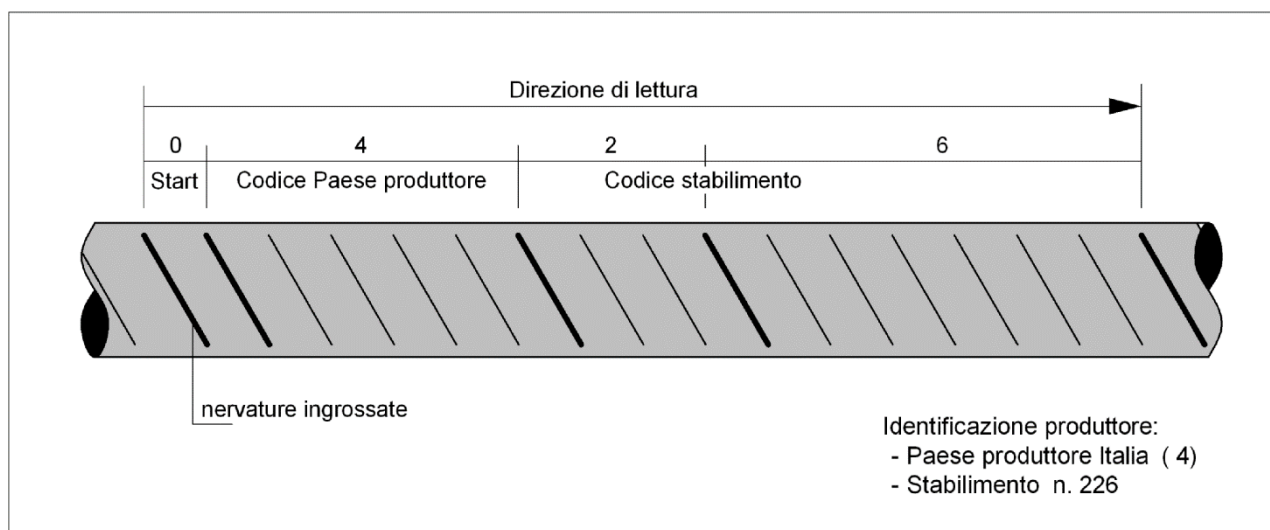 Direzione di lettura
0 4 2 6
Start Codice Paese produttore Codice stabilimento
nervature ingrossate
Identificazione produttore:
- Paese produttore Italia ( 4)
- Stabilimento n. 226